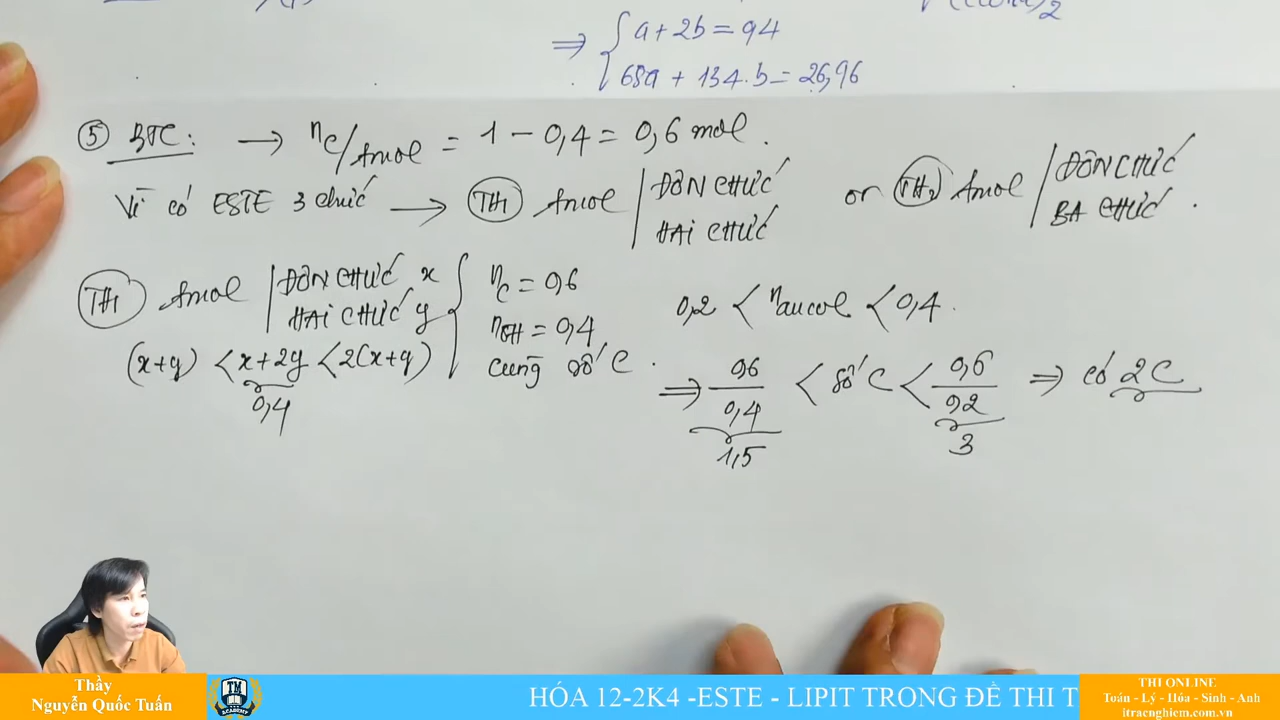 ⇒ { a + 2b = 0,4
68a + 134.b = 26,96
⑤ BTC: → nC/Ancol = 1 − 0,4 = 0,6 mol.
Vì có ESTE 3 chức → TH1 Ancol | ĐƠN CHỨC
HAI CHỨC
or TH2 Ancol | ĐƠN CHỨC
BA CHỨC.
TH1 Ancol | ĐƠN CHỨC x
HAI CHỨC y
{ nC = 0,6
nOH = 0,4
Cùng số C.
(x+y) < x+2y < 2(x+y)
0,4
0,2 < nancol < 0,4.
⇒ 0,6/0,4 < số C < 0,6/0,2 ⇒ có 2C
1,5 3
Thầy
Nguyễn Quốc Tuấn
TM
ACADEMY
HÓA 12-2K4 -ESTE - LIPIT TRONG ĐỀ THI T
THI ONLINE
Toán - Lý - Hóa - Sinh - Anh
itracnghiem.com.vn